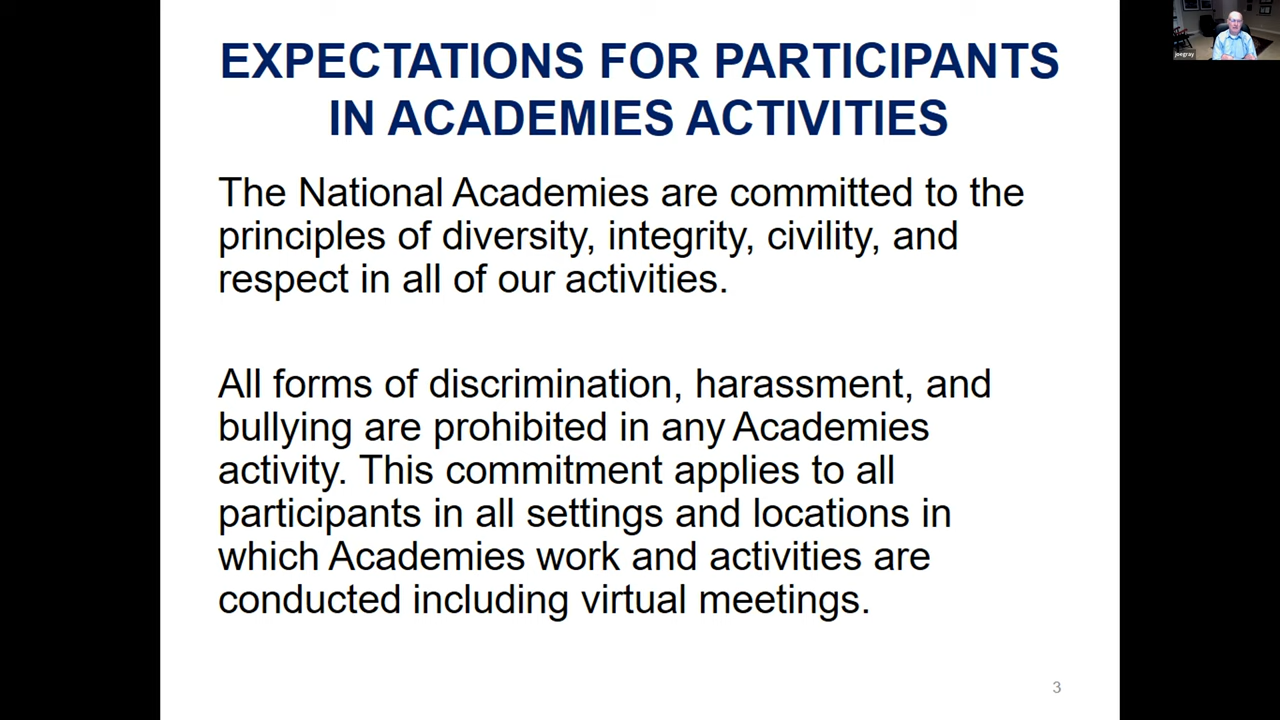 EXPECTATIONS FOR PARTICIPANTS
IN ACADEMIES ACTIVITIES
The National Academies are committed to the
principles of diversity, integrity, civility, and
respect in all of our activities.
All forms of discrimination, harassment, and
bullying are prohibited in any Academies
activity. This commitment applies to all
participants in all settings and locations in
which Academies work and activities are
conducted including virtual meetings.
3
joegray